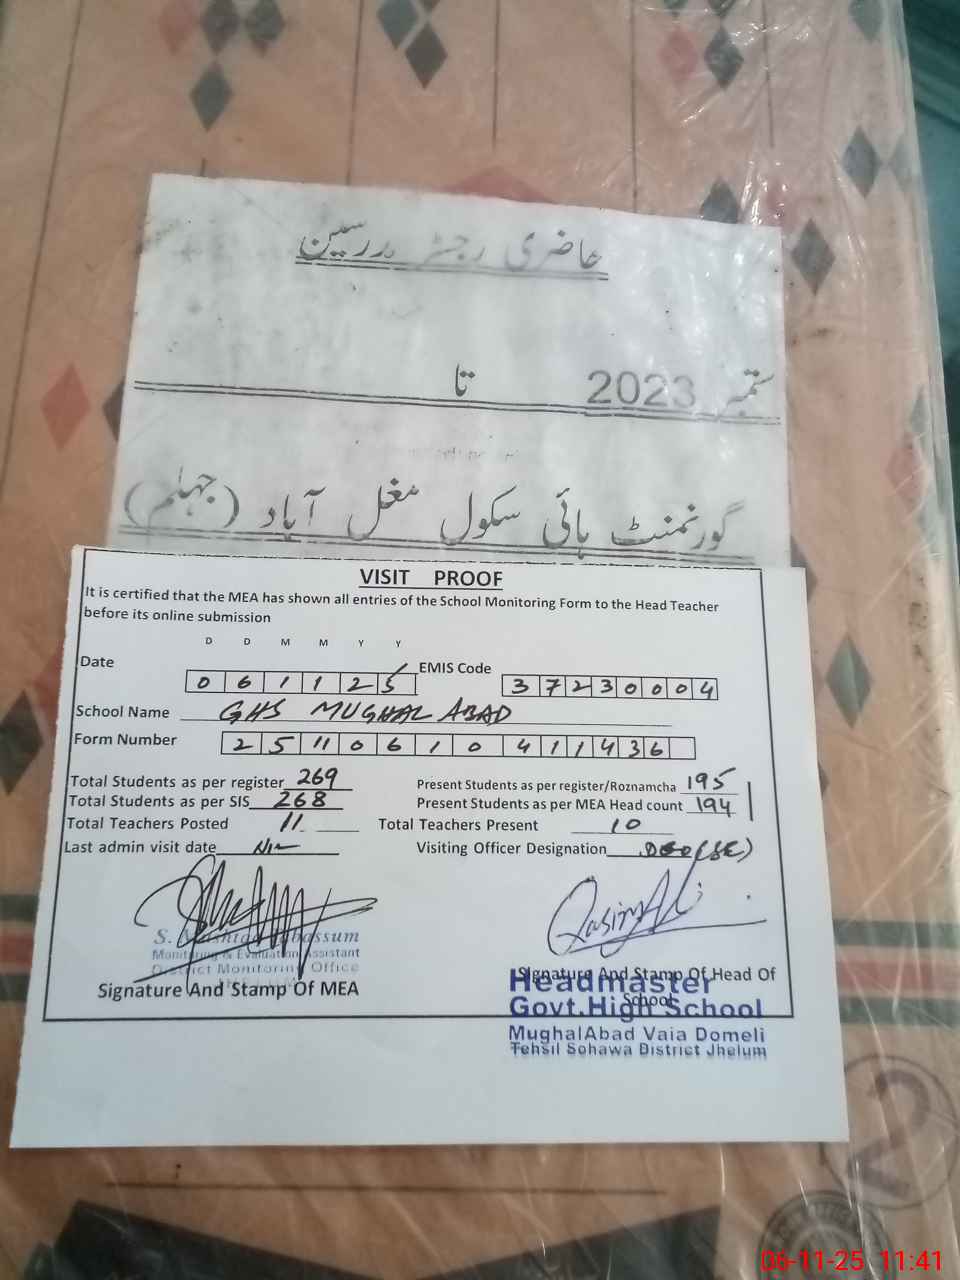 حاضری رجسٹر مدرسین
ستمبر 2023 تا
گورنمنٹ ہائی سکول مغل آباد (جہلم)
VISIT PROOF
It is certified that the MEA has shown all entries of the School Monitoring Form to the Head Teacher
before its online submission
D D M M Y Y
Date 0 6 1 1 2 5 EMIS Code 3 7 2 3 0 0 0 4
School Name GHS MUGHAL ABAD
Form Number 2 5 11 0 6 1 0 4 1 1 4 3 6
Total Students as per register 269 Present Students as per register/Roznamcha 195
Total Students as per SIS 268 Present Students as per MEA Head count 194
Total Teachers Posted 11 Total Teachers Present 10
Last admin visit date Nil Visiting Officer Designation (SE)
Qasim Ali
S. Mushtaq Tabassum
Monitoring & Evaluation Assistant
District Monitoring Office
Signature And Stamp Of MEA
Signature And Stamp Of Head Of
School
Headmaster
Govt.High School
MughalAbad Vaia Domeli
Tehsil Sohawa District Jhelum
2
06-11-25 11:41